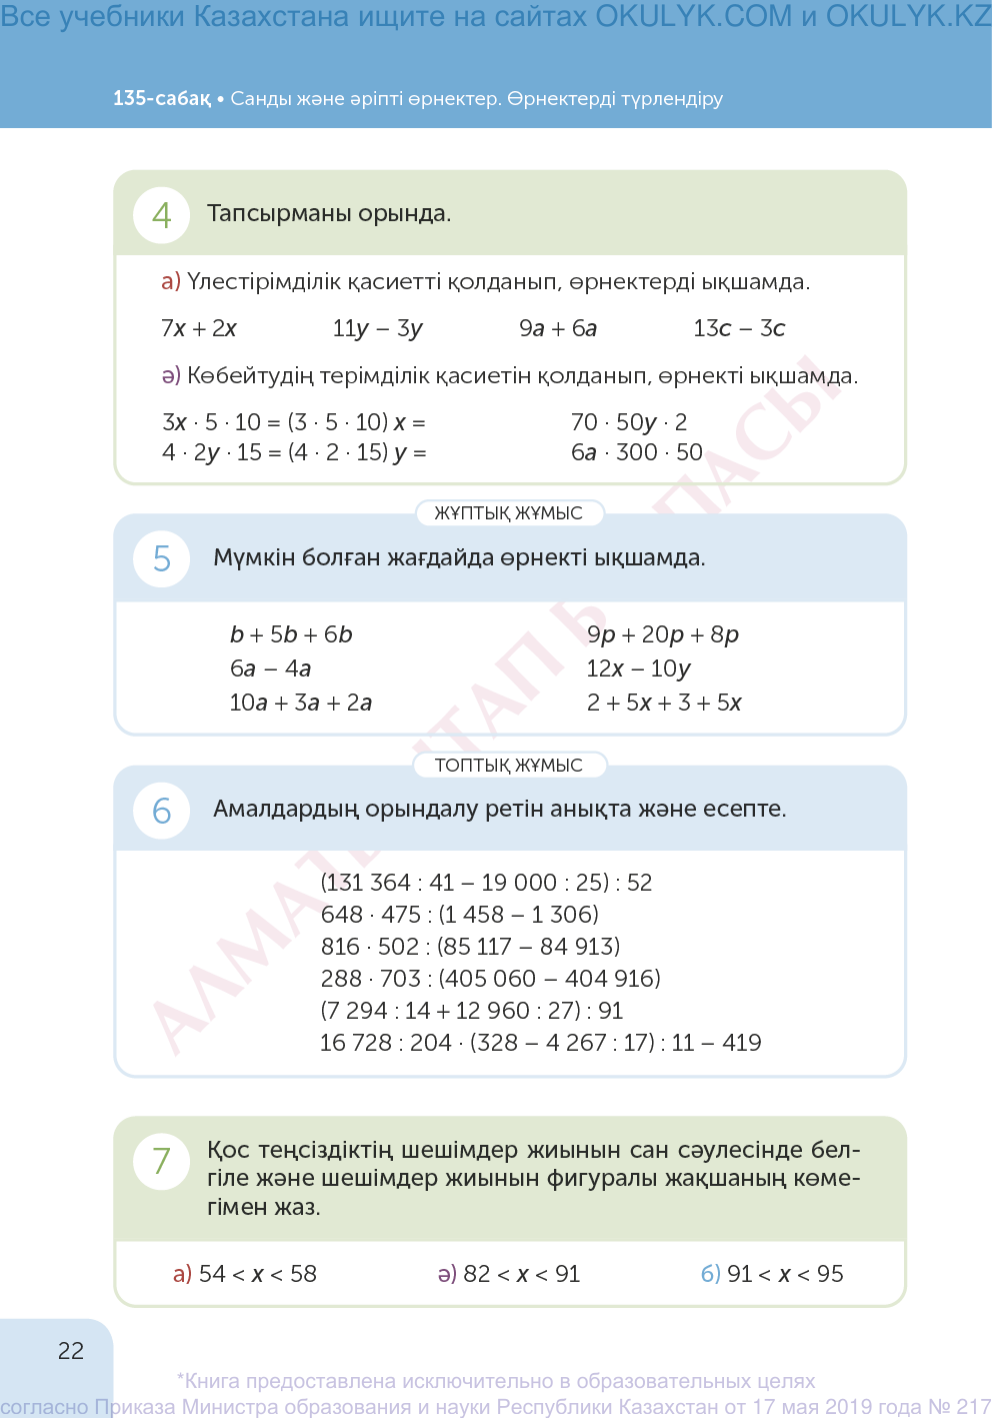 Все учебники Казахстана ищите на сайтах OKULYK.COM и OKULYK.KZ
135-сабақ • Санды және әріпті өрнектер. Өрнектерді түрлендіру
4 Тапсырманы орында.
а) Үлестірімділік қасиетті қолданып, өрнектерді ықшамда.
7x + 2x 11y – 3y 9a + 6a 13c – 3c
ә) Көбейтудің терімділік қасиетін қолданып, өрнекті ықшамда.
3x · 5 · 10 = (3 · 5 · 10) x = 70 · 50y · 2
4 · 2y · 15 = (4 · 2 · 15) y = 6a · 300 · 50
ЖҰПТЫҚ ЖҰМЫС
5 Мүмкін болған жағдайда өрнекті ықшамда.
b + 5b + 6b 9p + 20p + 8p
6a – 4a 12x – 10y
10a + 3a + 2a 2 + 5x + 3 + 5x
ТОПТЫҚ ЖҰМЫС
6 Амалдардың орындалу ретін анықта және есепте.
(131 364 : 41 – 19 000 : 25) : 52
648 · 475 : (1 458 – 1 306)
816 · 502 : (85 117 – 84 913)
288 · 703 : (405 060 – 404 916)
(7 294 : 14 + 12 960 : 27) : 91
16 728 : 204 · (328 – 4 267 : 17) : 11 – 419
7 Қос теңсіздіктің шешімдер жиынын сан сәулесінде бел-
гіле және шешімдер жиынын фигуралы жақшаның көме-
гімен жаз.
а) 54 < x < 58 ә) 82 < x < 91 б) 91 < x < 95
22
*Книга предоставлена исключительно в образовательных целях
согласно Приказа Министра образования и науки Республики Казахстан от 17 мая 2019 года № 217